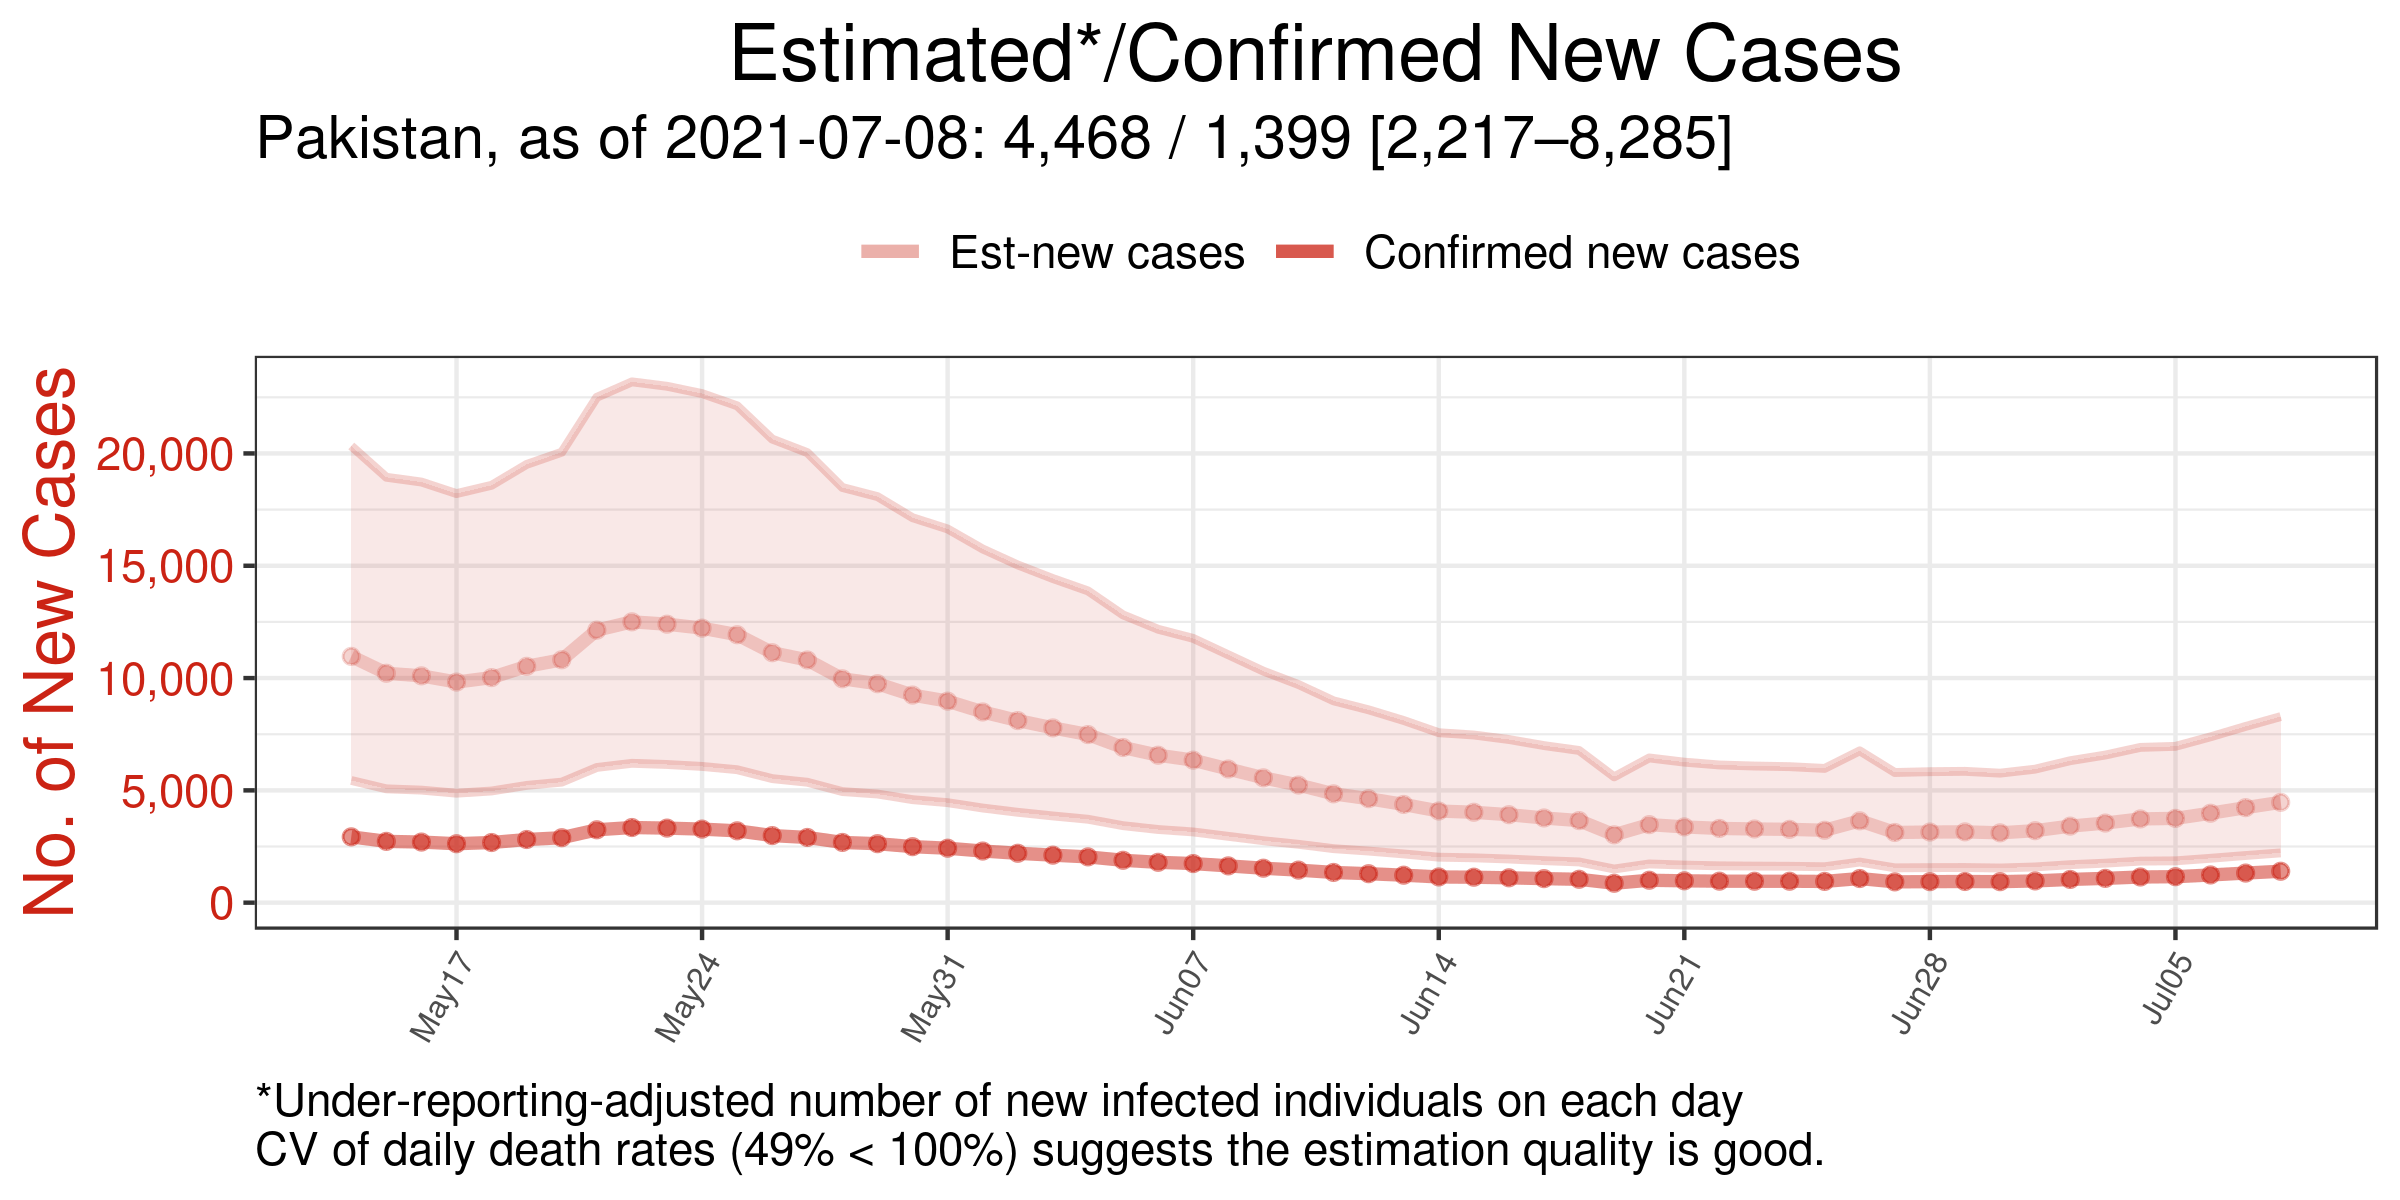 Estimated*/Confirmed New Cases
Pakistan, as of 2021-07-08: 4,468 / 1,399 [2,217–8,285]
Est-new cases
Confirmed new cases
No. of New Cases
20,000
15,000
10,000
5,000
0
May17
May24
May31
Jun07
Jun14
Jun21
Jun28
Jul05
*Under-reporting-adjusted number of new infected individuals on each day
CV of daily death rates (49% < 100%) suggests the estimation quality is good.